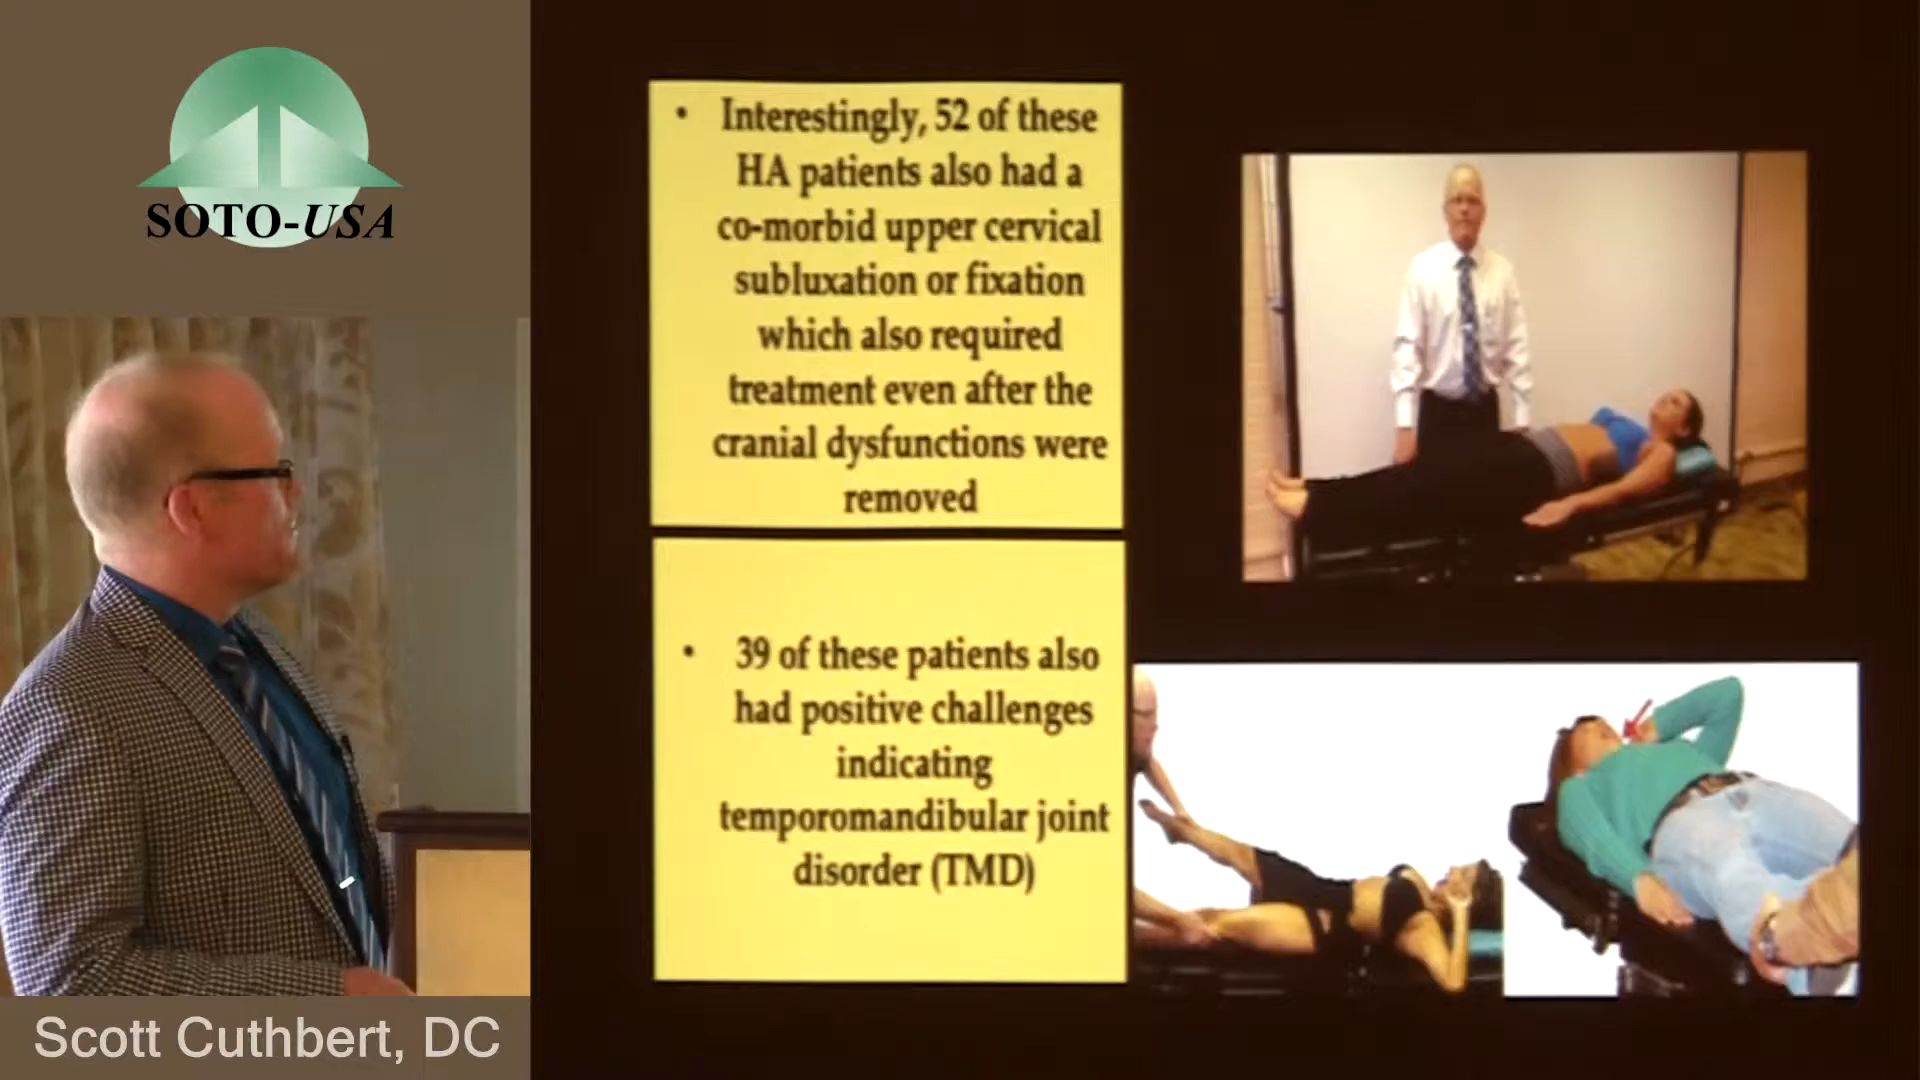 SOTO-USA
• Interestingly, 52 of these
HA patients also had a
co-morbid upper cervical
subluxation or fixation
which also required
treatment even after the
cranial dysfunctions were
removed
• 39 of these patients also
had positive challenges
indicating
temporomandibular joint
disorder (TMD)
Scott Cuthbert, DC